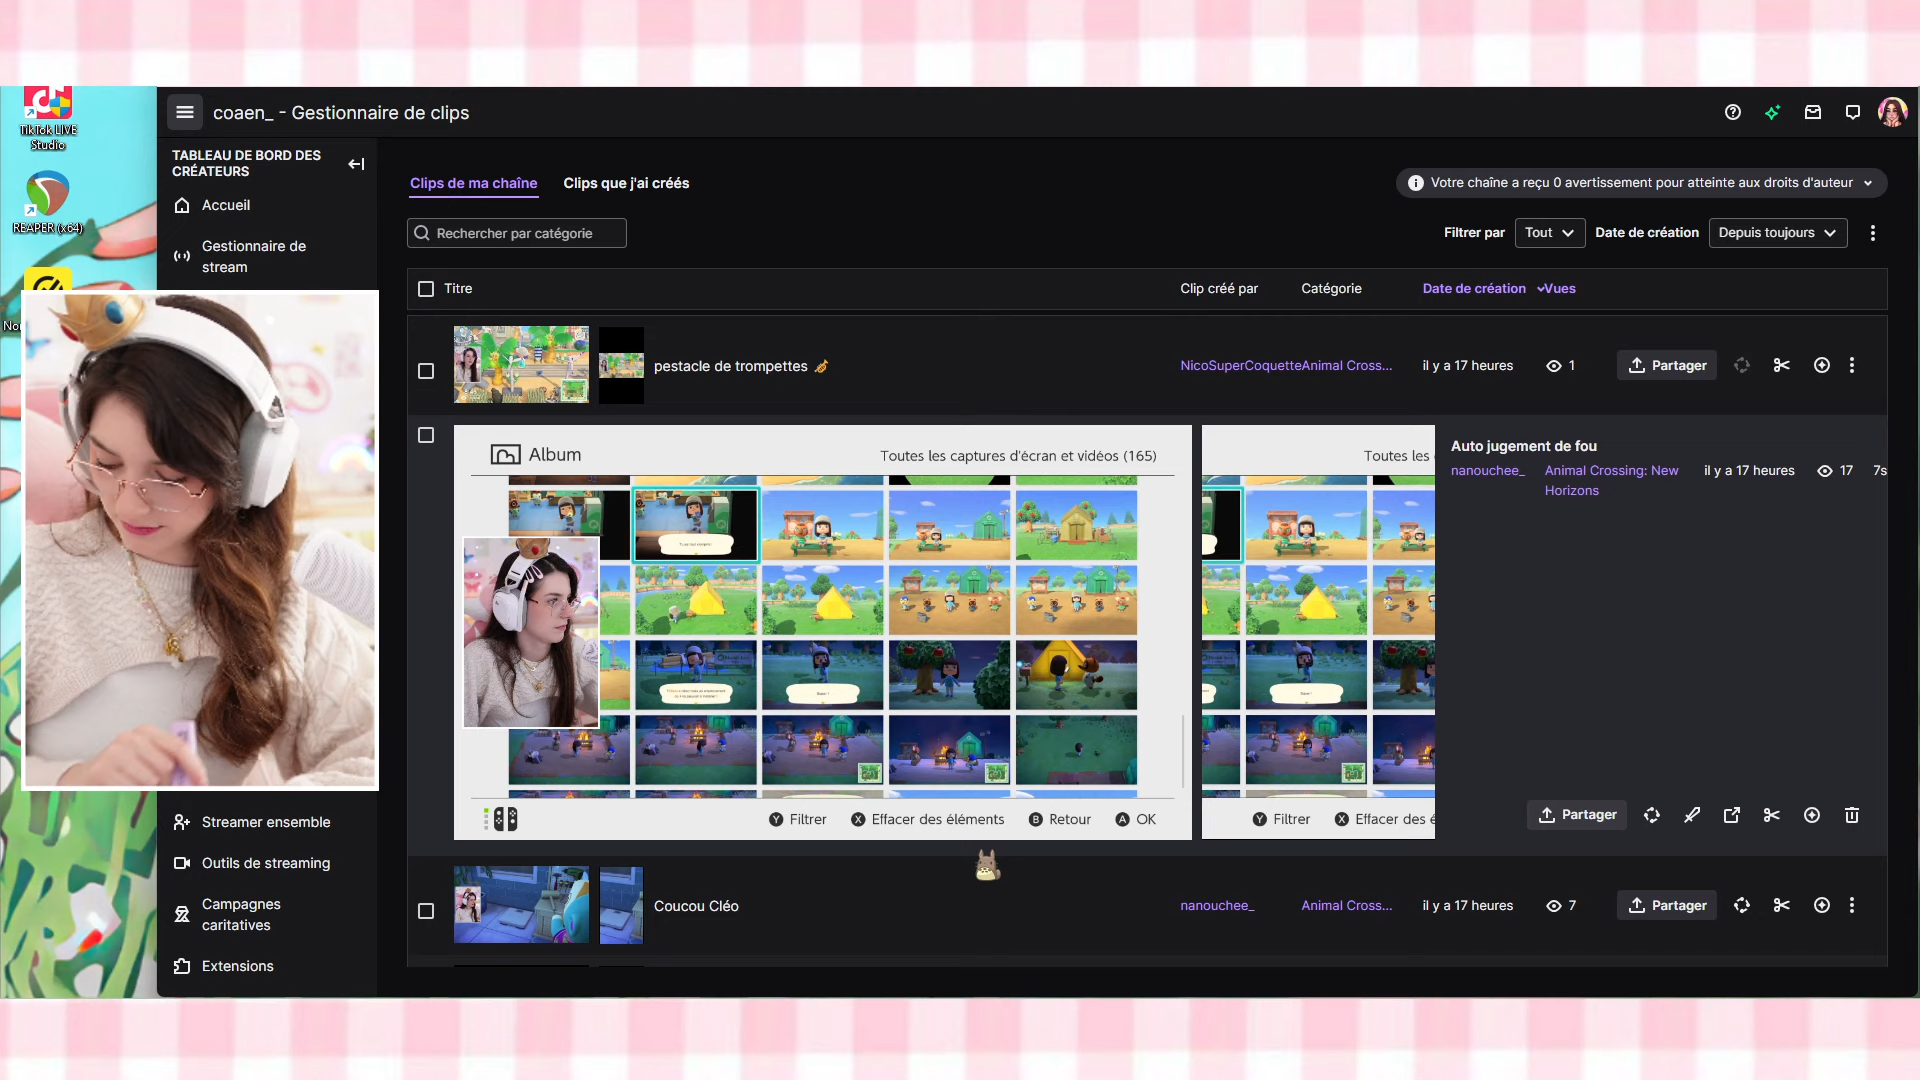 TikTok LIVE
Studio
REAPER (x64)
coaen_ - Gestionnaire de clips
TABLEAU DE BORD DES
CRÉATEURS
Accueil
Gestionnaire de
stream
Streamer ensemble
Outils de streaming
Campagnes
caritatives
Extensions
Clips de ma chaîne
Clips que j'ai créés
Votre chaîne a reçu 0 avertissement pour atteinte aux droits d'auteur
Rechercher par catégorie
Filtrer par
Tout
Date de création
Depuis toujours
Titre
Clip créé par
Catégorie
Date de création
Vues
pestacle de trompettes 🎺
NicoSuperCoquette
Animal Cross...
il y a 17 heures
1
Partager
Album
Toutes les captures d'écran et vidéos (165)
Y Filtrer
X Effacer des éléments
B Retour
A OK
Toutes les
Y Filtrer
X Effacer des é
Auto jugement de fou
nanouchee_
Animal Crossing: New
Horizons
il y a 17 heures
17
7s
Partager
Coucou Cléo
nanouchee_
Animal Cross...
il y a 17 heures
7
Partager